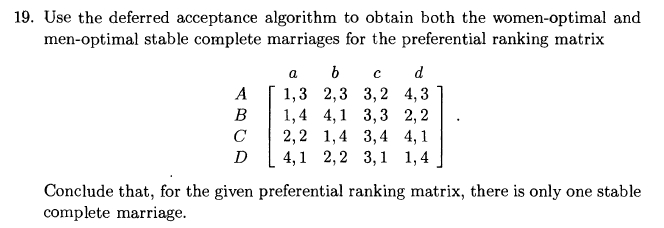 19. Use the deferred acceptance algorithm to obtain both the women-optimal and
men-optimal stable complete marriages for the preferential ranking matrix
a b c d
A 1,3 2,3 3,2 4,3
B 1,4 4,1 3,3 2,2
C 2,2 1,4 3,4 4,1
D 4,1 2,2 3,1 1,4
.
Conclude that, for the given preferential ranking matrix, there is only one stable
complete marriage.